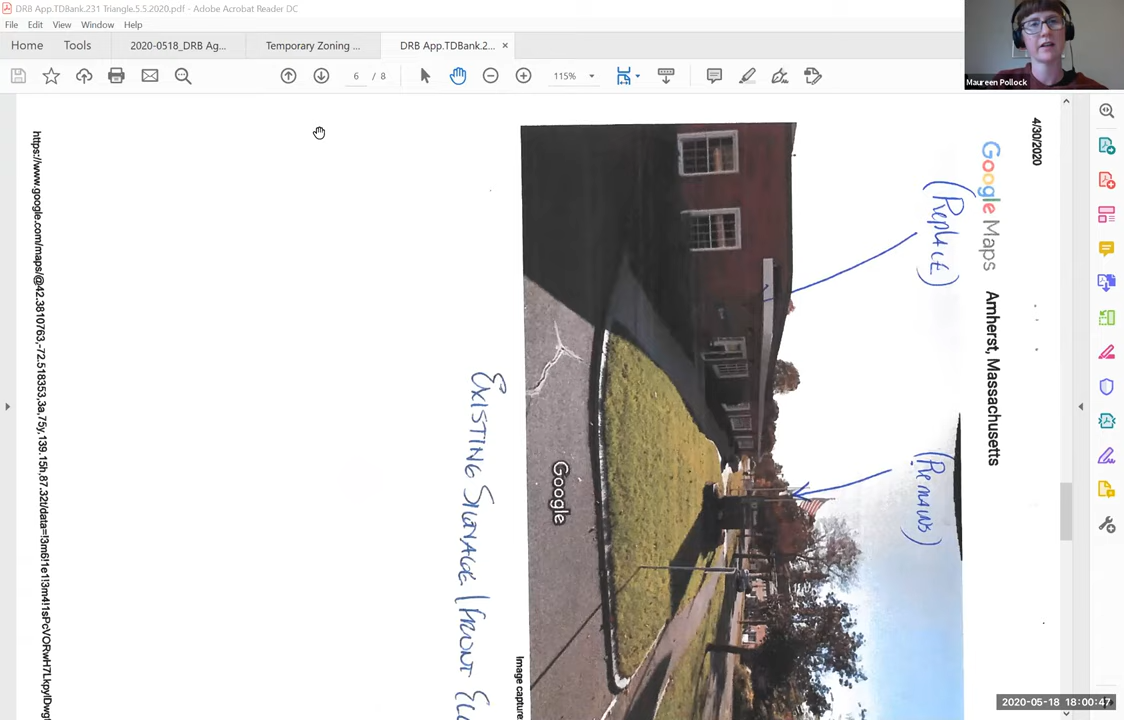 DRB App.TDBank.231 Triangle.5.5.2020.pdf - Adobe Acrobat Reader DC
File Edit View Window Help
Home Tools 2020-0518_DRB Ag... Temporary Zoning ... DRB App.TDBank.2... ×
6 / 8 115%
Maureen Pollock
4/30/2020
Google Maps Amherst, Massachusetts
(Replace)
(Remains)
Google
Image capture
Existing Signage (Front El
2020-05-18 18:00:47